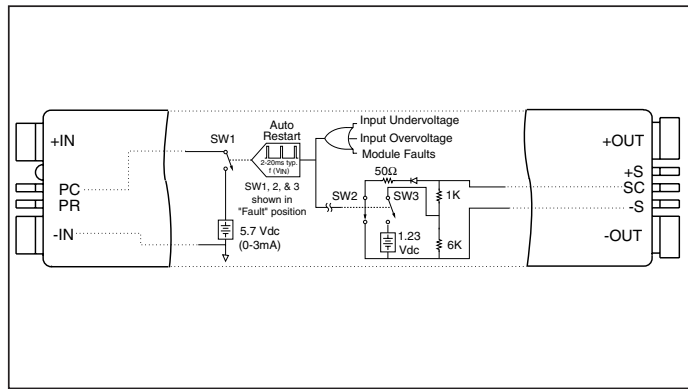 +IN
PC
PR
-IN
SW1
5.7 Vdc
(0-3mA)
Auto
Restart
2-20ms typ.
f (VIN)
SW1, 2, & 3
shown in
"Fault" position
Input Undervoltage
Input Overvoltage
Module Faults
50Ω
SW2
SW3
1K
1.23
Vdc
6K
+OUT
+S
SC
-S
-OUT